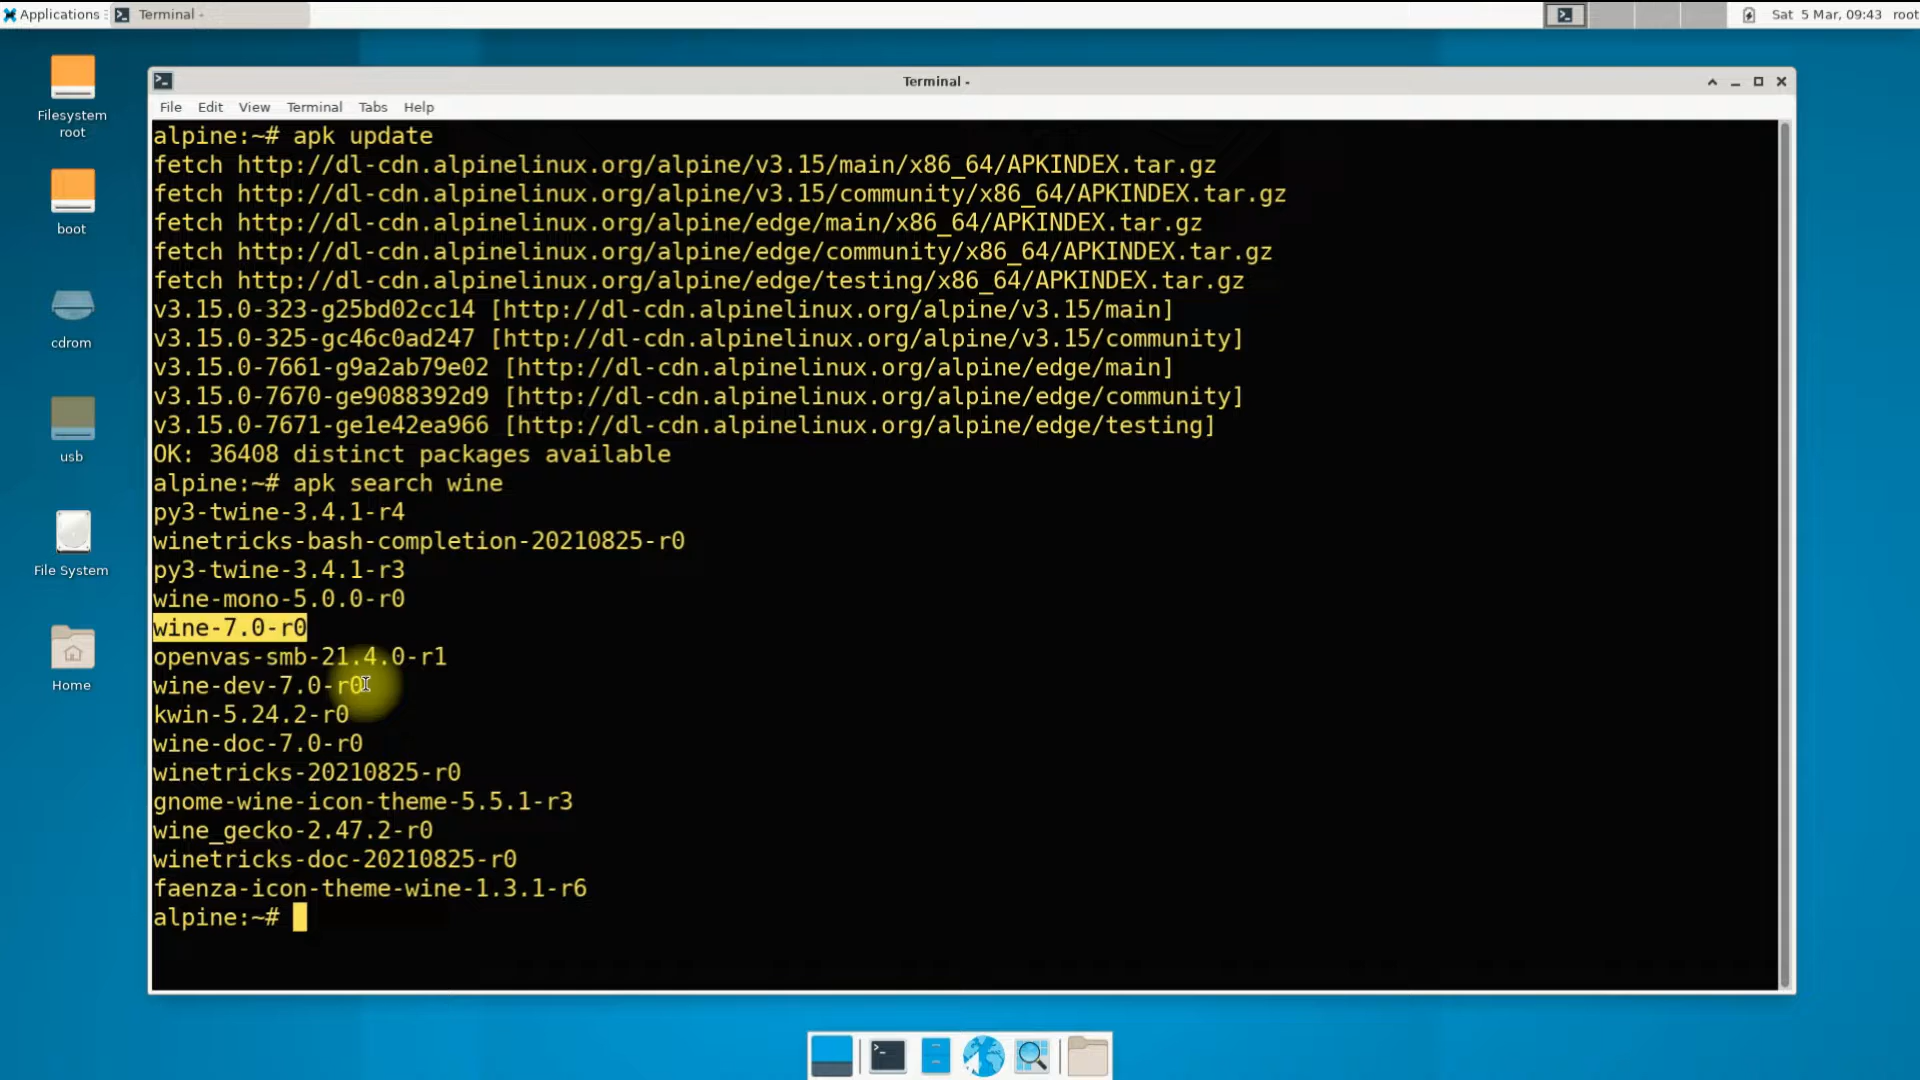 Applications
Terminal -
Sat 5 Mar, 09:43
root
Filesystem
root
boot
cdrom
usb
File System
Home
Terminal -
File Edit View Terminal Tabs Help
alpine:~# apk update
fetch http://dl-cdn.alpinelinux.org/alpine/v3.15/main/x86_64/APKINDEX.tar.gz
fetch http://dl-cdn.alpinelinux.org/alpine/v3.15/community/x86_64/APKINDEX.tar.gz
fetch http://dl-cdn.alpinelinux.org/alpine/edge/main/x86_64/APKINDEX.tar.gz
fetch http://dl-cdn.alpinelinux.org/alpine/edge/community/x86_64/APKINDEX.tar.gz
fetch http://dl-cdn.alpinelinux.org/alpine/edge/testing/x86_64/APKINDEX.tar.gz
v3.15.0-323-g25bd02cc14 [http://dl-cdn.alpinelinux.org/alpine/v3.15/main]
v3.15.0-325-gc46c0ad247 [http://dl-cdn.alpinelinux.org/alpine/v3.15/community]
v3.15.0-7661-g9a2ab79e02 [http://dl-cdn.alpinelinux.org/alpine/edge/main]
v3.15.0-7670-ge9088392d9 [http://dl-cdn.alpinelinux.org/alpine/edge/community]
v3.15.0-7671-ge1e42ea966 [http://dl-cdn.alpinelinux.org/alpine/edge/testing]
OK: 36408 distinct packages available
alpine:~# apk search wine
py3-twine-3.4.1-r4
winetricks-bash-completion-20210825-r0
py3-twine-3.4.1-r3
wine-mono-5.0.0-r0
wine-7.0-r0
openvas-smb-21.4.0-r1
wine-dev-7.0-r0
kwin-5.24.2-r0
wine-doc-7.0-r0
winetricks-20210825-r0
gnome-wine-icon-theme-5.5.1-r3
wine_gecko-2.47.2-r0
winetricks-doc-20210825-r0
faenza-icon-theme-wine-1.3.1-r6
alpine:~#